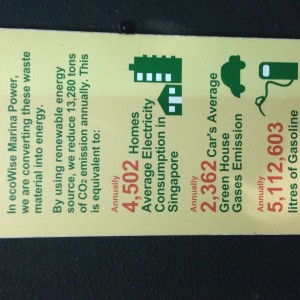 In ecoWise Marina Power,
we are converting these waste
material into energy.
By using renewable energy
source, we reduce 13,280 tons
of CO2 emission annually. This
is equivalent to:
Annually
4,502 Homes
Average Electricity
Consumption in
Singapore
Annually
2,362 Car's Average
Green House
Gases Emission
Annually
5,112,603
litres of Gasoline